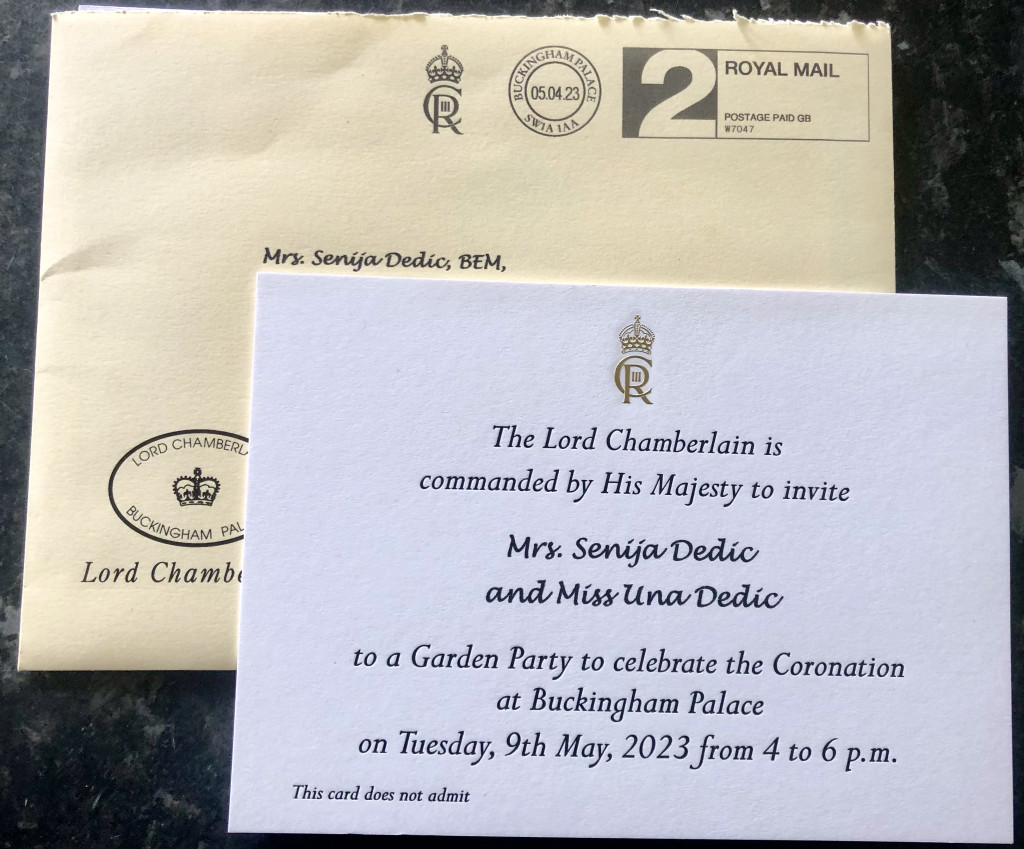 CR III
BUCKINGHAM PALACE
05.04.23
SW1A 1AA
2
ROYAL MAIL
POSTAGE PAID GB
W7047
Mrs. Senija Dedic, BEM,
LORD CHAMBERL
BUCKINGHAM PAL
Lord Chambe
CR III
The Lord Chamberlain is
commanded by His Majesty to invite
Mrs. Senija Dedic
and Miss Una Dedic
to a Garden Party to celebrate the Coronation
at Buckingham Palace
on Tuesday, 9th May, 2023 from 4 to 6 p.m.
This card does not admit